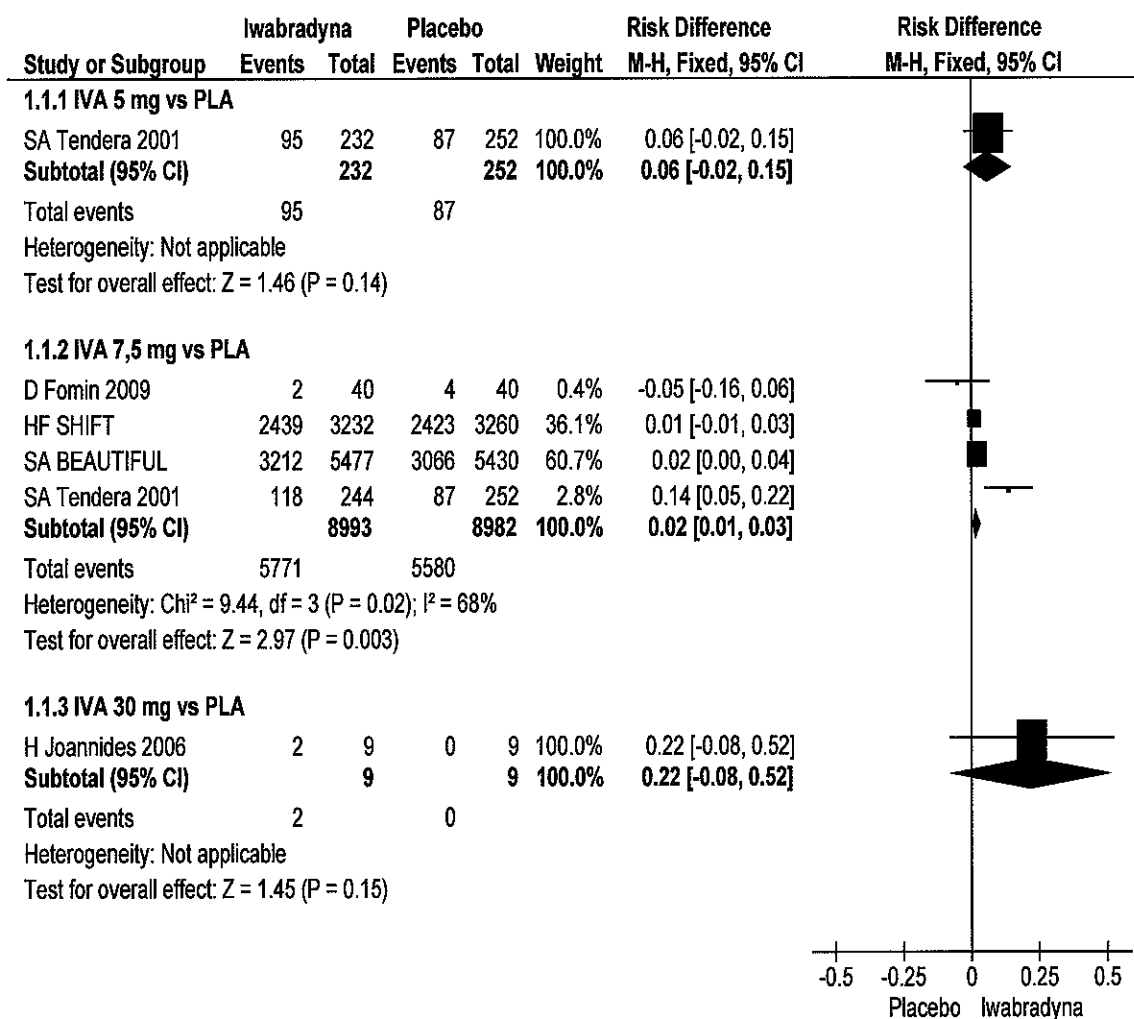 Iwabradyna Placebo Risk Difference Risk Difference
Study or Subgroup Events Total Events Total Weight M-H, Fixed, 95% CI M-H, Fixed, 95% CI
1.1.1 IVA 5 mg vs PLA
SA Tendera 2001 95 232 87 252 100.0% 0.06 [-0.02, 0.15]
Subtotal (95% CI) 232 252 100.0% 0.06 [-0.02, 0.15]
Total events 95 87
Heterogeneity: Not applicable
Test for overall effect: Z = 1.46 (P = 0.14)
1.1.2 IVA 7,5 mg vs PLA
D Fomin 2009 2 40 4 40 0.4% -0.05 [-0.16, 0.06]
HF SHIFT 2439 3232 2423 3260 36.1% 0.01 [-0.01, 0.03]
SA BEAUTIFUL 3212 5477 3066 5430 60.7% 0.02 [0.00, 0.04]
SA Tendera 2001 118 244 87 252 2.8% 0.14 [0.05, 0.22]
Subtotal (95% CI) 8993 8982 100.0% 0.02 [0.01, 0.03]
Total events 5771 5580
Heterogeneity: Chi² = 9.44, df = 3 (P = 0.02); I² = 68%
Test for overall effect: Z = 2.97 (P = 0.003)
1.1.3 IVA 30 mg vs PLA
H Joannides 2006 2 9 0 9 100.0% 0.22 [-0.08, 0.52]
Subtotal (95% CI) 9 9 100.0% 0.22 [-0.08, 0.52]
Total events 2 0
Heterogeneity: Not applicable
Test for overall effect: Z = 1.45 (P = 0.15)
-0.5 -0.25 0 0.25 0.5
Placebo Iwabradyna